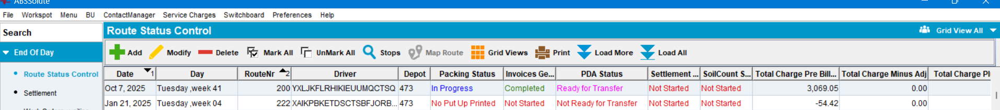 ABSSolute
File Workspot Menu BU ContactManager Service Charges Switchboard Preferences Help
Search
Route Status Control
Grid View All
End Of Day
Add Modify Delete Mark All UnMark All Stops Map Route Grid Views Print Load More Load All
Route Status Control
Settlement
Date 1 Day RouteNr 2 Driver Depot Packing Status Invoices Ge... PDA Status Settlement ... SoilCount S... Total Charge Pre Bill... Total Charge Minus Adj Total Charge
Oct 7, 2025 Tuesday ,week 41 200 YXLJKFLRHIKIEUUMQCTSQ 473 In Progress Completed Ready for Transfer Not Started Not Started 3,069.05 0.00
Jan 21, 2025 Tuesday ,week 04 222 XAIKPBKETDSCTSBFJORB... 473 No Put Up Printed Not Started Not Ready for Transfer Not Started Not Started -54.42 0.00